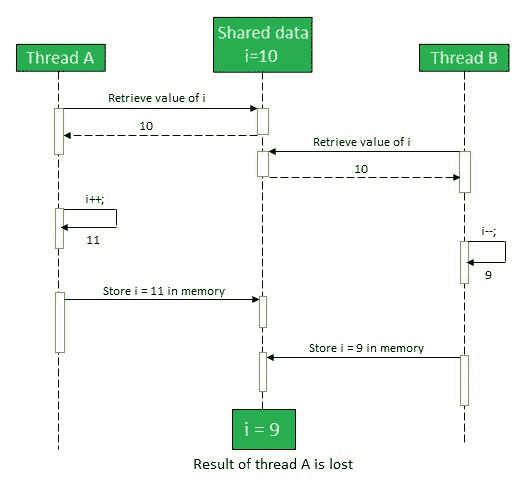 Thread A
Shared data
i=10
Thread B
Retrieve value of i
10
Retrieve value of i
10
i++;
11
i--;
9
Store i = 11 in memory
Store i = 9 in memory
i = 9
Result of thread A is lost